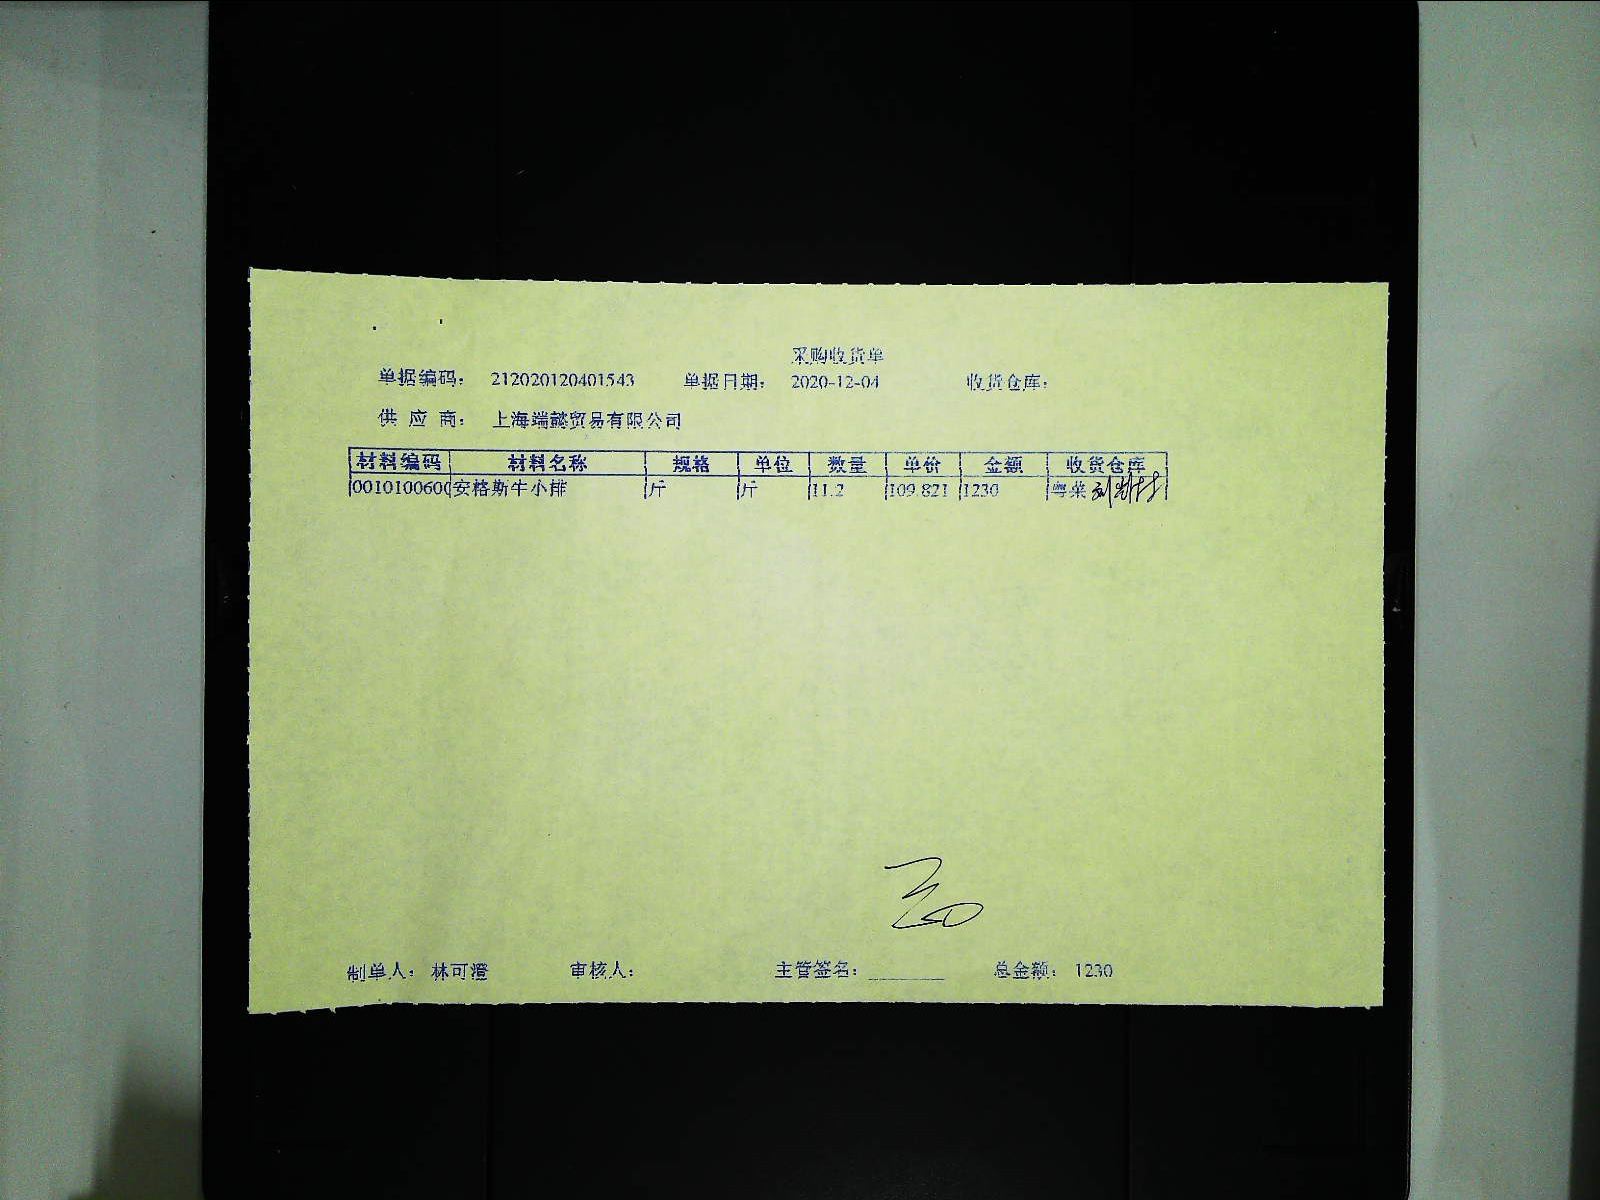 采购收货单
单据编码： 212020120401543 单据日期： 2020-12-04 收货仓库：
供 应 商： 上海端懿贸易有限公司
材料编码 材料名称 规格 单位 数量 单价 金额 收货仓库
0010100600 安格斯牛小排 斤 斤 11.2 109.821 1230 粤菜
制单人： 林可澄 审核人： 主管签名： 总金额： 1230